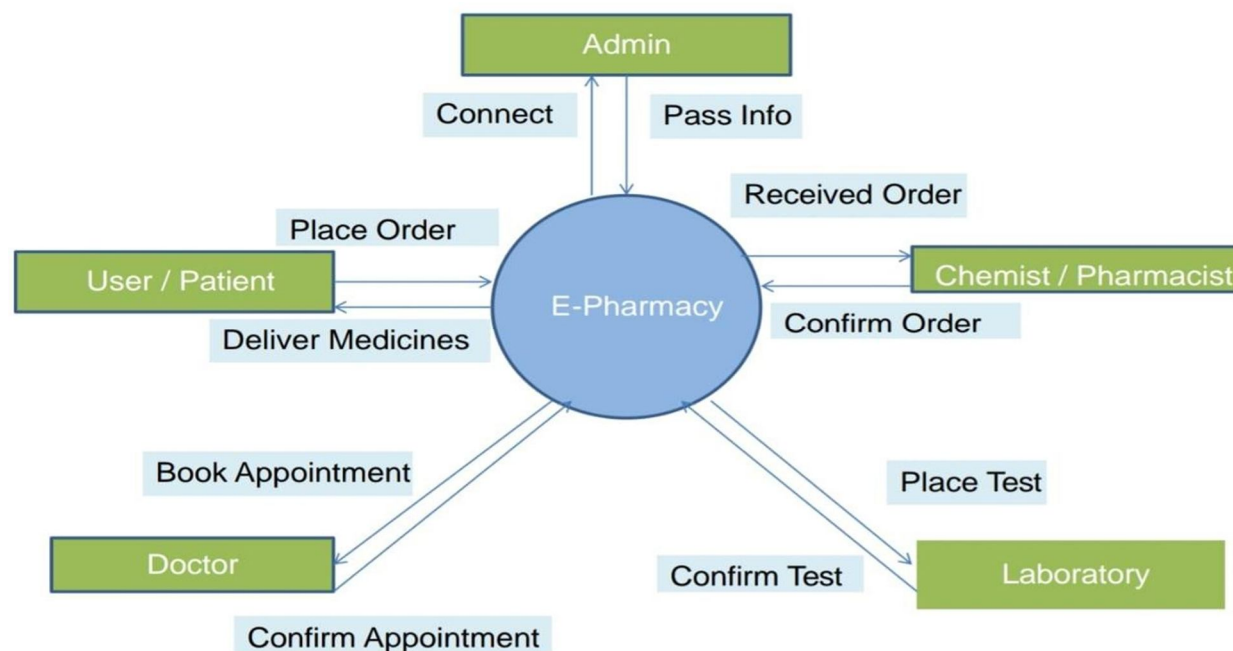 Admin
Connect
Pass Info
Received Order
Place Order
User / Patient
E-Pharmacy
Chemist / Pharmacist
Deliver Medicines
Confirm Order
Book Appointment
Place Test
Doctor
Confirm Test
Laboratory
Confirm Appointment